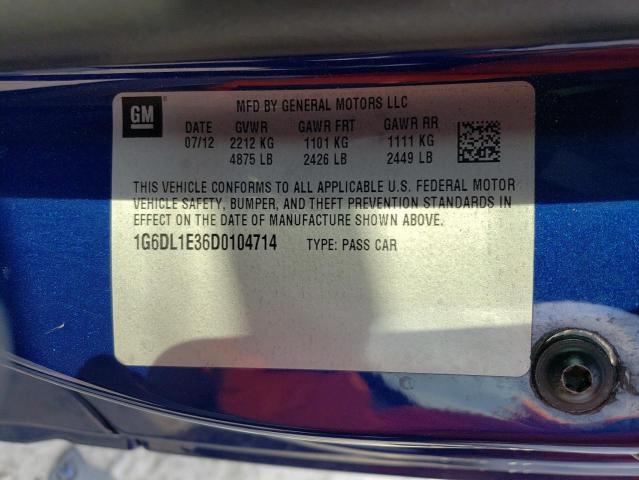 GM
MFD BY GENERAL MOTORS LLC
DATE GVWR GAWR FRT GAWR RR
07/12 2212 KG 1101 KG 1111 KG
4875 LB 2426 LB 2449 LB
THIS VEHICLE CONFORMS TO ALL APPLICABLE U.S. FEDERAL MOTOR
VEHICLE SAFETY, BUMPER, AND THEFT PREVENTION STANDARDS IN
EFFECT ON THE DATE OF MANUFACTURE SHOWN ABOVE.
1G6DL1E36D0104714 TYPE: PASS CAR